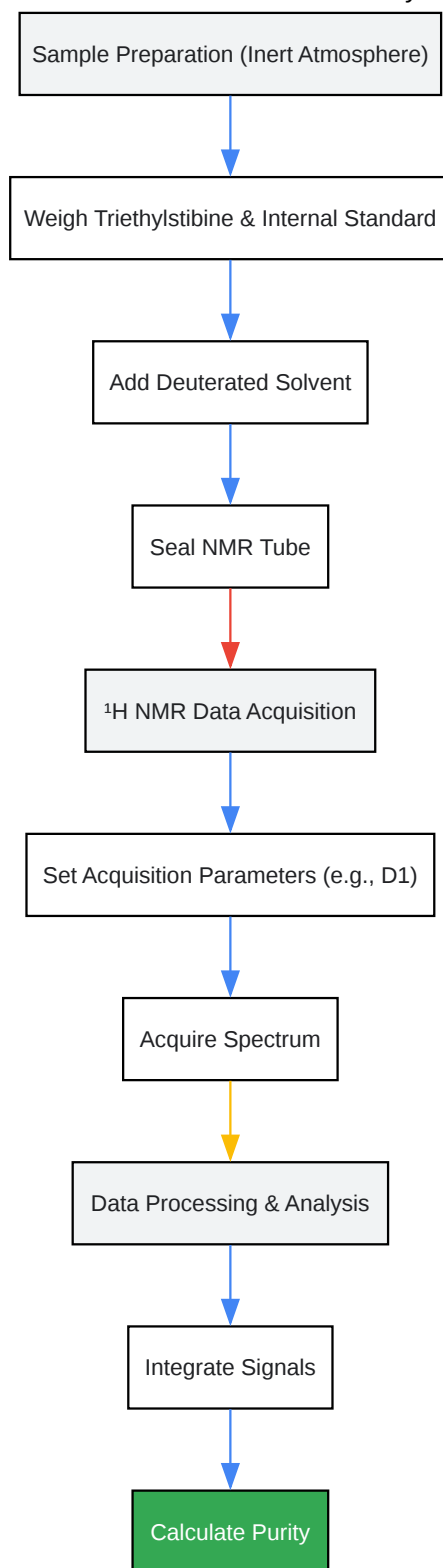 Sample Preparation (Inert Atmosphere)
Weigh Triethylstibine & Internal Standard
Add Deuterated Solvent
Seal NMR Tube
¹H NMR Data Acquisition
Set Acquisition Parameters (e.g., D1)
Acquire Spectrum
Data Processing & Analysis
Integrate Signals
Calculate Purity